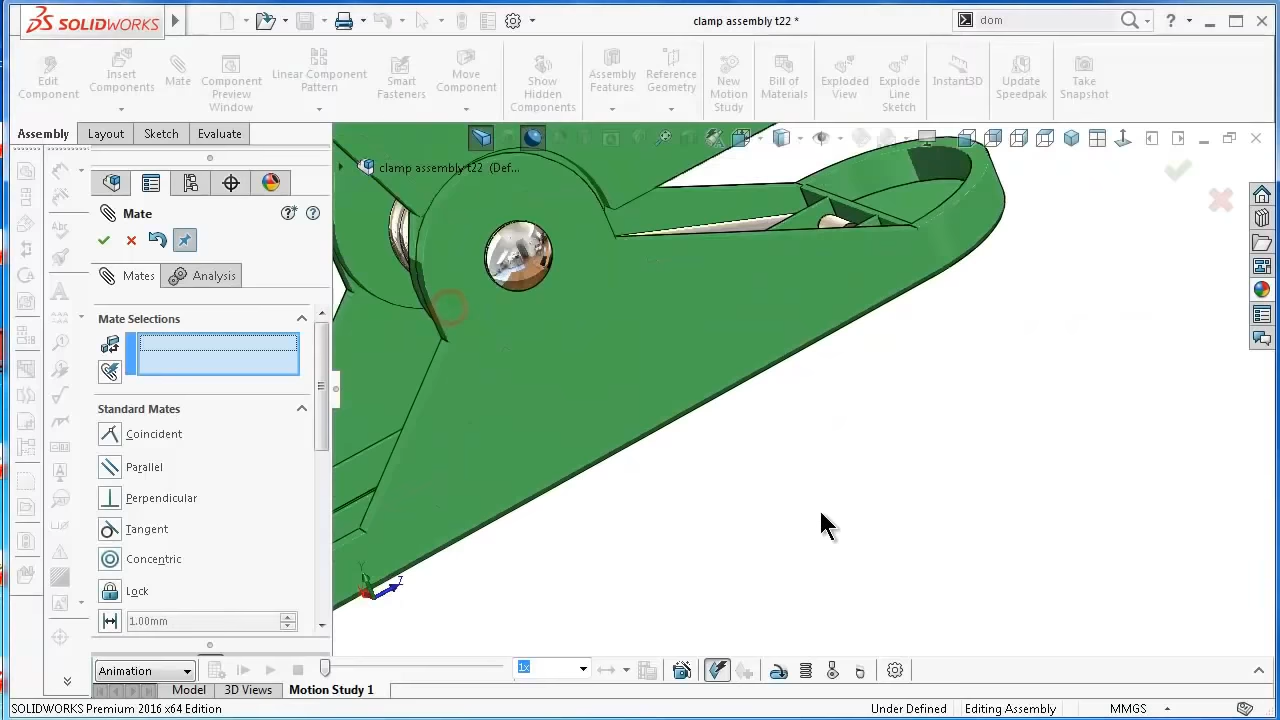 SOLIDWORKS
clamp assembly t22 *
dom
Edit Component
Insert Components
Mate
Component Preview Window
Linear Component Pattern
Smart Fasteners
Move Component
Show Hidden Components
Assembly Features
Reference Geometry
New Motion Study
Bill of Materials
Exploded View
Explode Line Sketch
Instant3D
Update Speedpak
Take Snapshot
Assembly
Layout
Sketch
Evaluate
clamp assembly t22 (Def...
Mate
Mates
Analysis
Mate Selections
Standard Mates
Coincident
Parallel
Perpendicular
Tangent
Concentric
Lock
1.00mm
Y
Z
Animation
1x
Model
3D Views
Motion Study 1
SOLIDWORKS Premium 2016 x64 Edition
Under Defined
Editing Assembly
MMGS